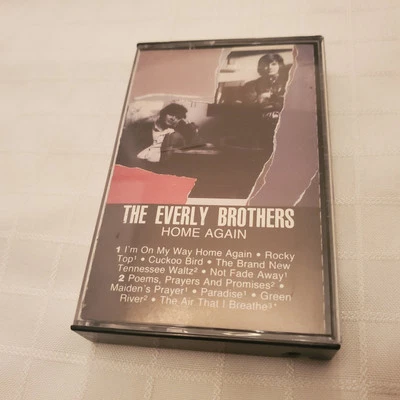 THE EVERLY BROTHERS
HOME AGAIN
1 I'm On My Way Home Again • Rocky
Top¹ • Cuckoo Bird • The Brand New
Tennessee Waltz² • Not Fade Away¹
2 Poems, Prayers And Promises² •
Maiden's Prayer¹ • Paradise¹ • Green
River² • The Air That I Breathe³